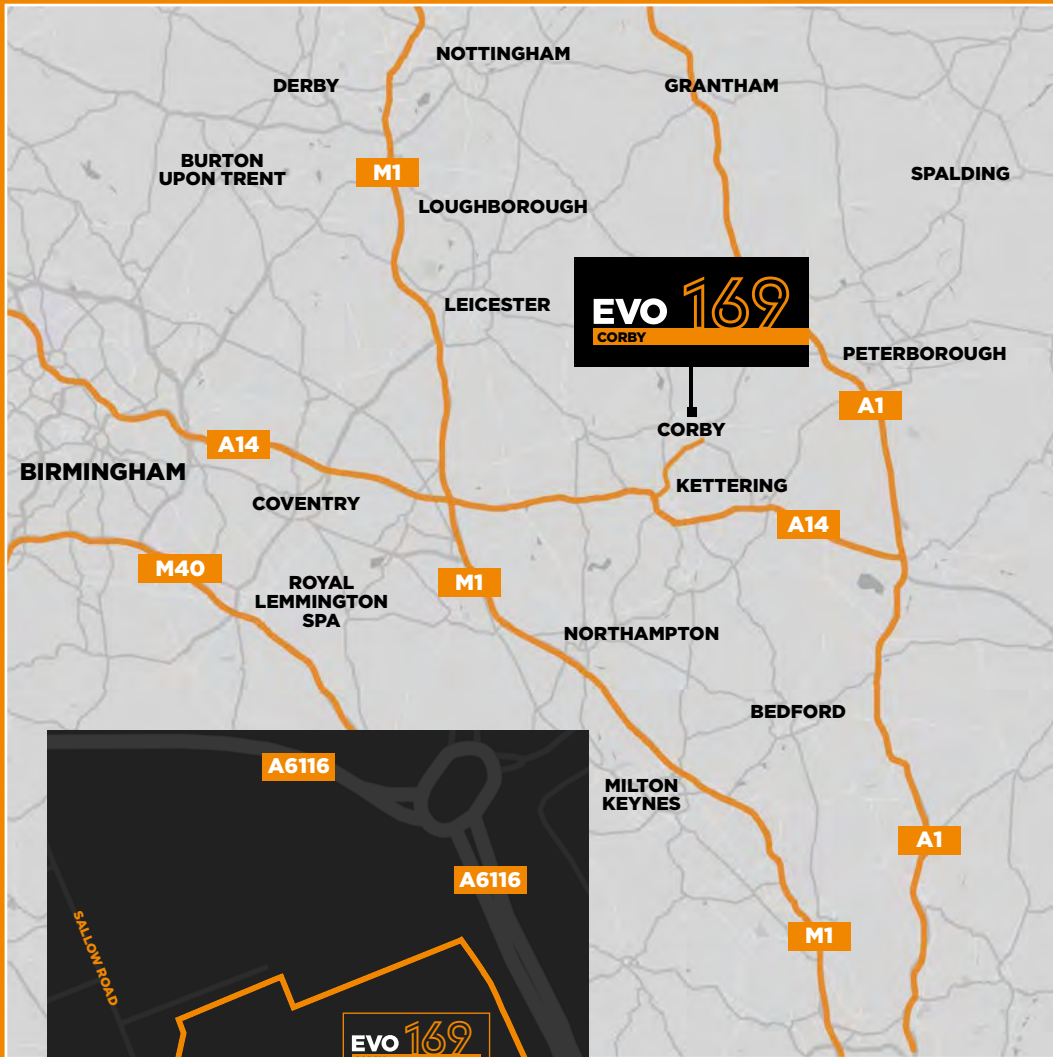 NOTTINGHAM
DERBY
GRANTHAM
BURTON
UPON TRENT
M1
SPALDING
LOUGHBOROUGH
LEICESTER
EVO 169
CORBY
PETERBOROUGH
A1
CORBY
A14
BIRMINGHAM
KETTERING
COVENTRY
A14
M40
M1
ROYAL
LEMMINGTON
SPA
NORTHAMPTON
BEDFORD
A6116
MILTON
KEYNES
A1
A6116
SALLOW ROAD
M1
EVO 169